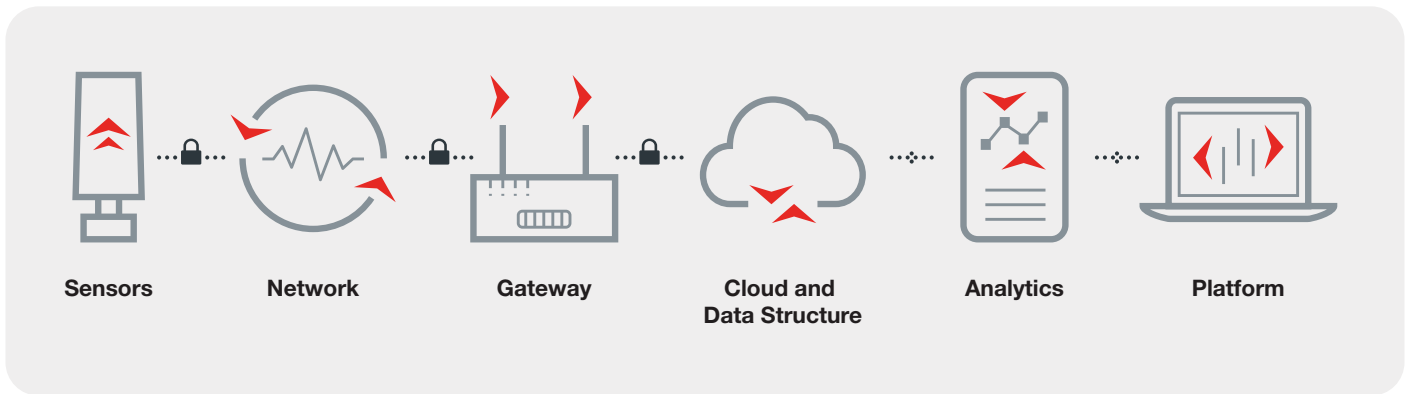 Sensors
Network
Gateway
Cloud and
Data Structure
Analytics
Platform